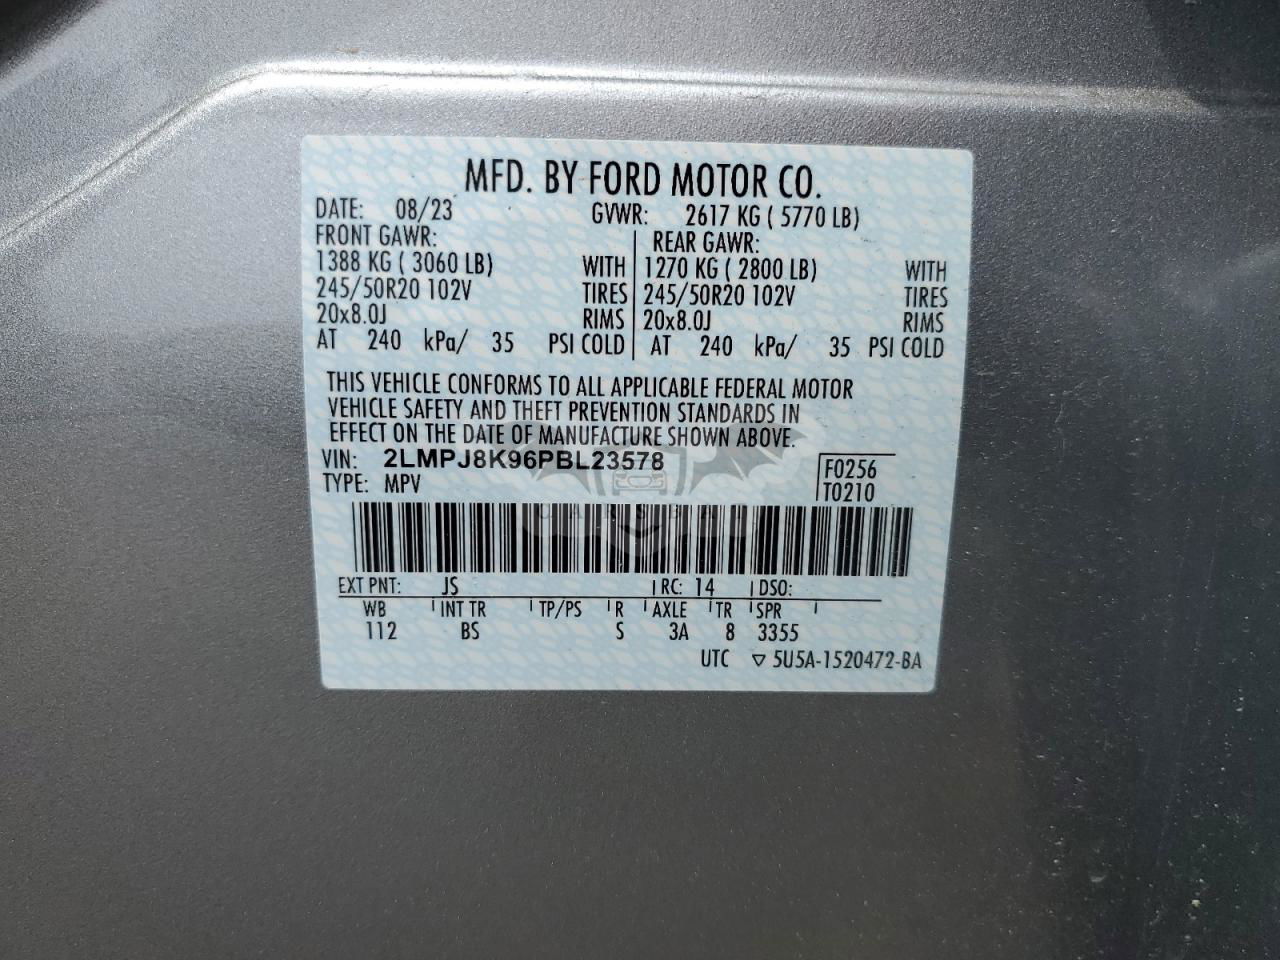 MFD. BY FORD MOTOR CO.
DATE: 08/23 GVWR: 2617 KG ( 5770 LB)
FRONT GAWR: REAR GAWR:
1388 KG ( 3060 LB) WITH 1270 KG ( 2800 LB) WITH
245/50R20 102V TIRES 245/50R20 102V TIRES
20x8.0J RIMS 20x8.0J RIMS
AT 240 kPa/ 35 PSI COLD AT 240 kPa/ 35 PSI COLD
THIS VEHICLE CONFORMS TO ALL APPLICABLE FEDERAL MOTOR
VEHICLE SAFETY AND THEFT PREVENTION STANDARDS IN
EFFECT ON THE DATE OF MANUFACTURE SHOWN ABOVE.
VIN: 2LMPJ8K96PBL23578 F0256
TYPE: MPV T0210
EXT PNT: JS RC: 14 DSO:
WB INT TR TP/PS R AXLE TR SPR
112 BS S 3A 8 3355
UTC ▽ 5U5A-1520472-BA